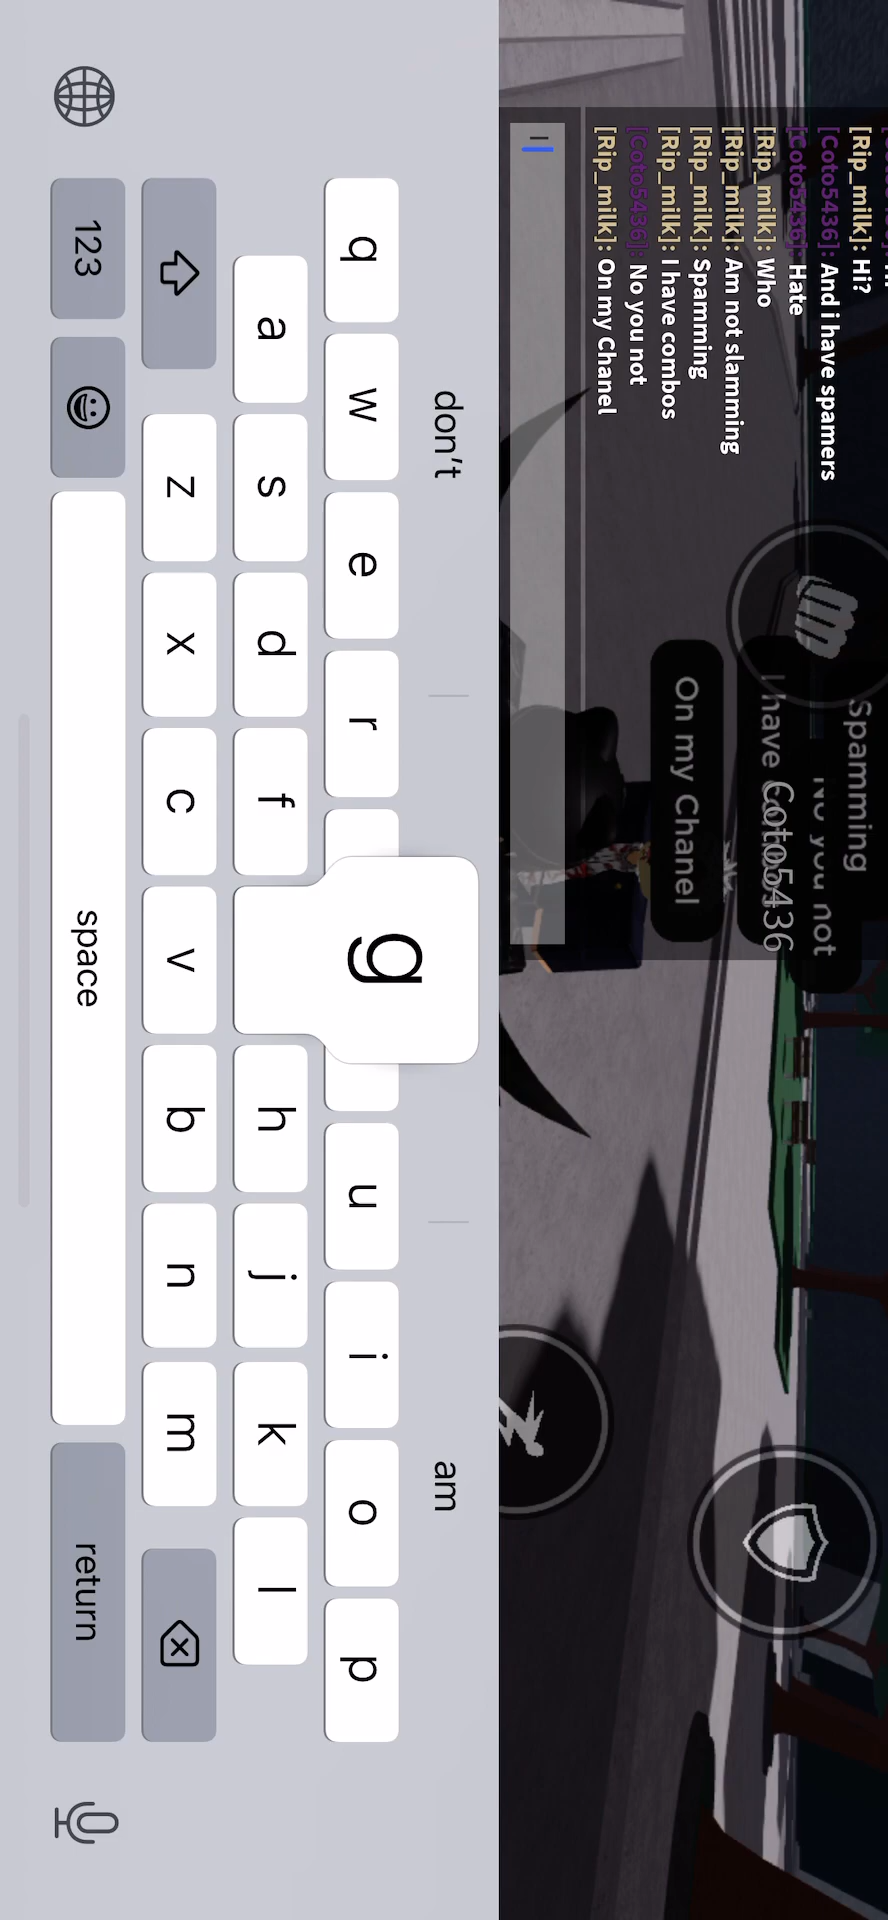 [Rip_milk]: Hi?
[Coto5436]: And i have spamers
[Coto5436]: Hate
[Rip_milk]: Who
[Rip_milk]: Am not slamming
[Rip_milk]: Spamming
[Rip_milk]: I have combos
[Coto5436]: No you not
[Rip_milk]: On my Chanel
I
Spamming
No you not
I have
Coto5436
On my Chanel
don't
am
q w e r u i o p
a s d f g h j k l
z x c v b n m
123
space
return